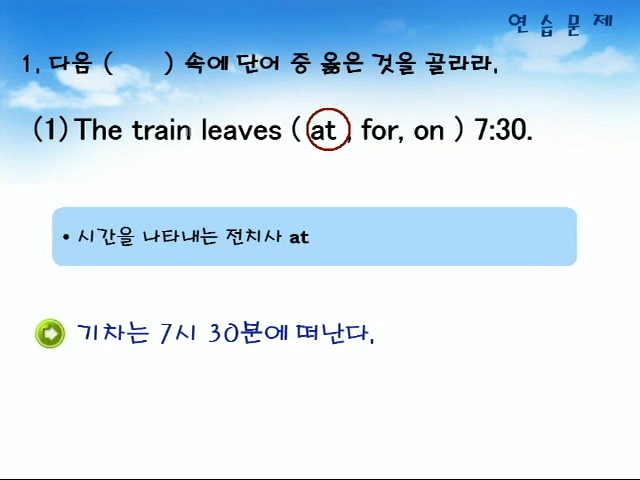 연 습 문 제
1. 다음 (      ) 속에 단어 중 옳은 것을 골라라.
(1) The train leaves ( at , for, on ) 7:30.
• 시간을 나타내는 전치사 at
기차는 7시 30분에 떠난다.